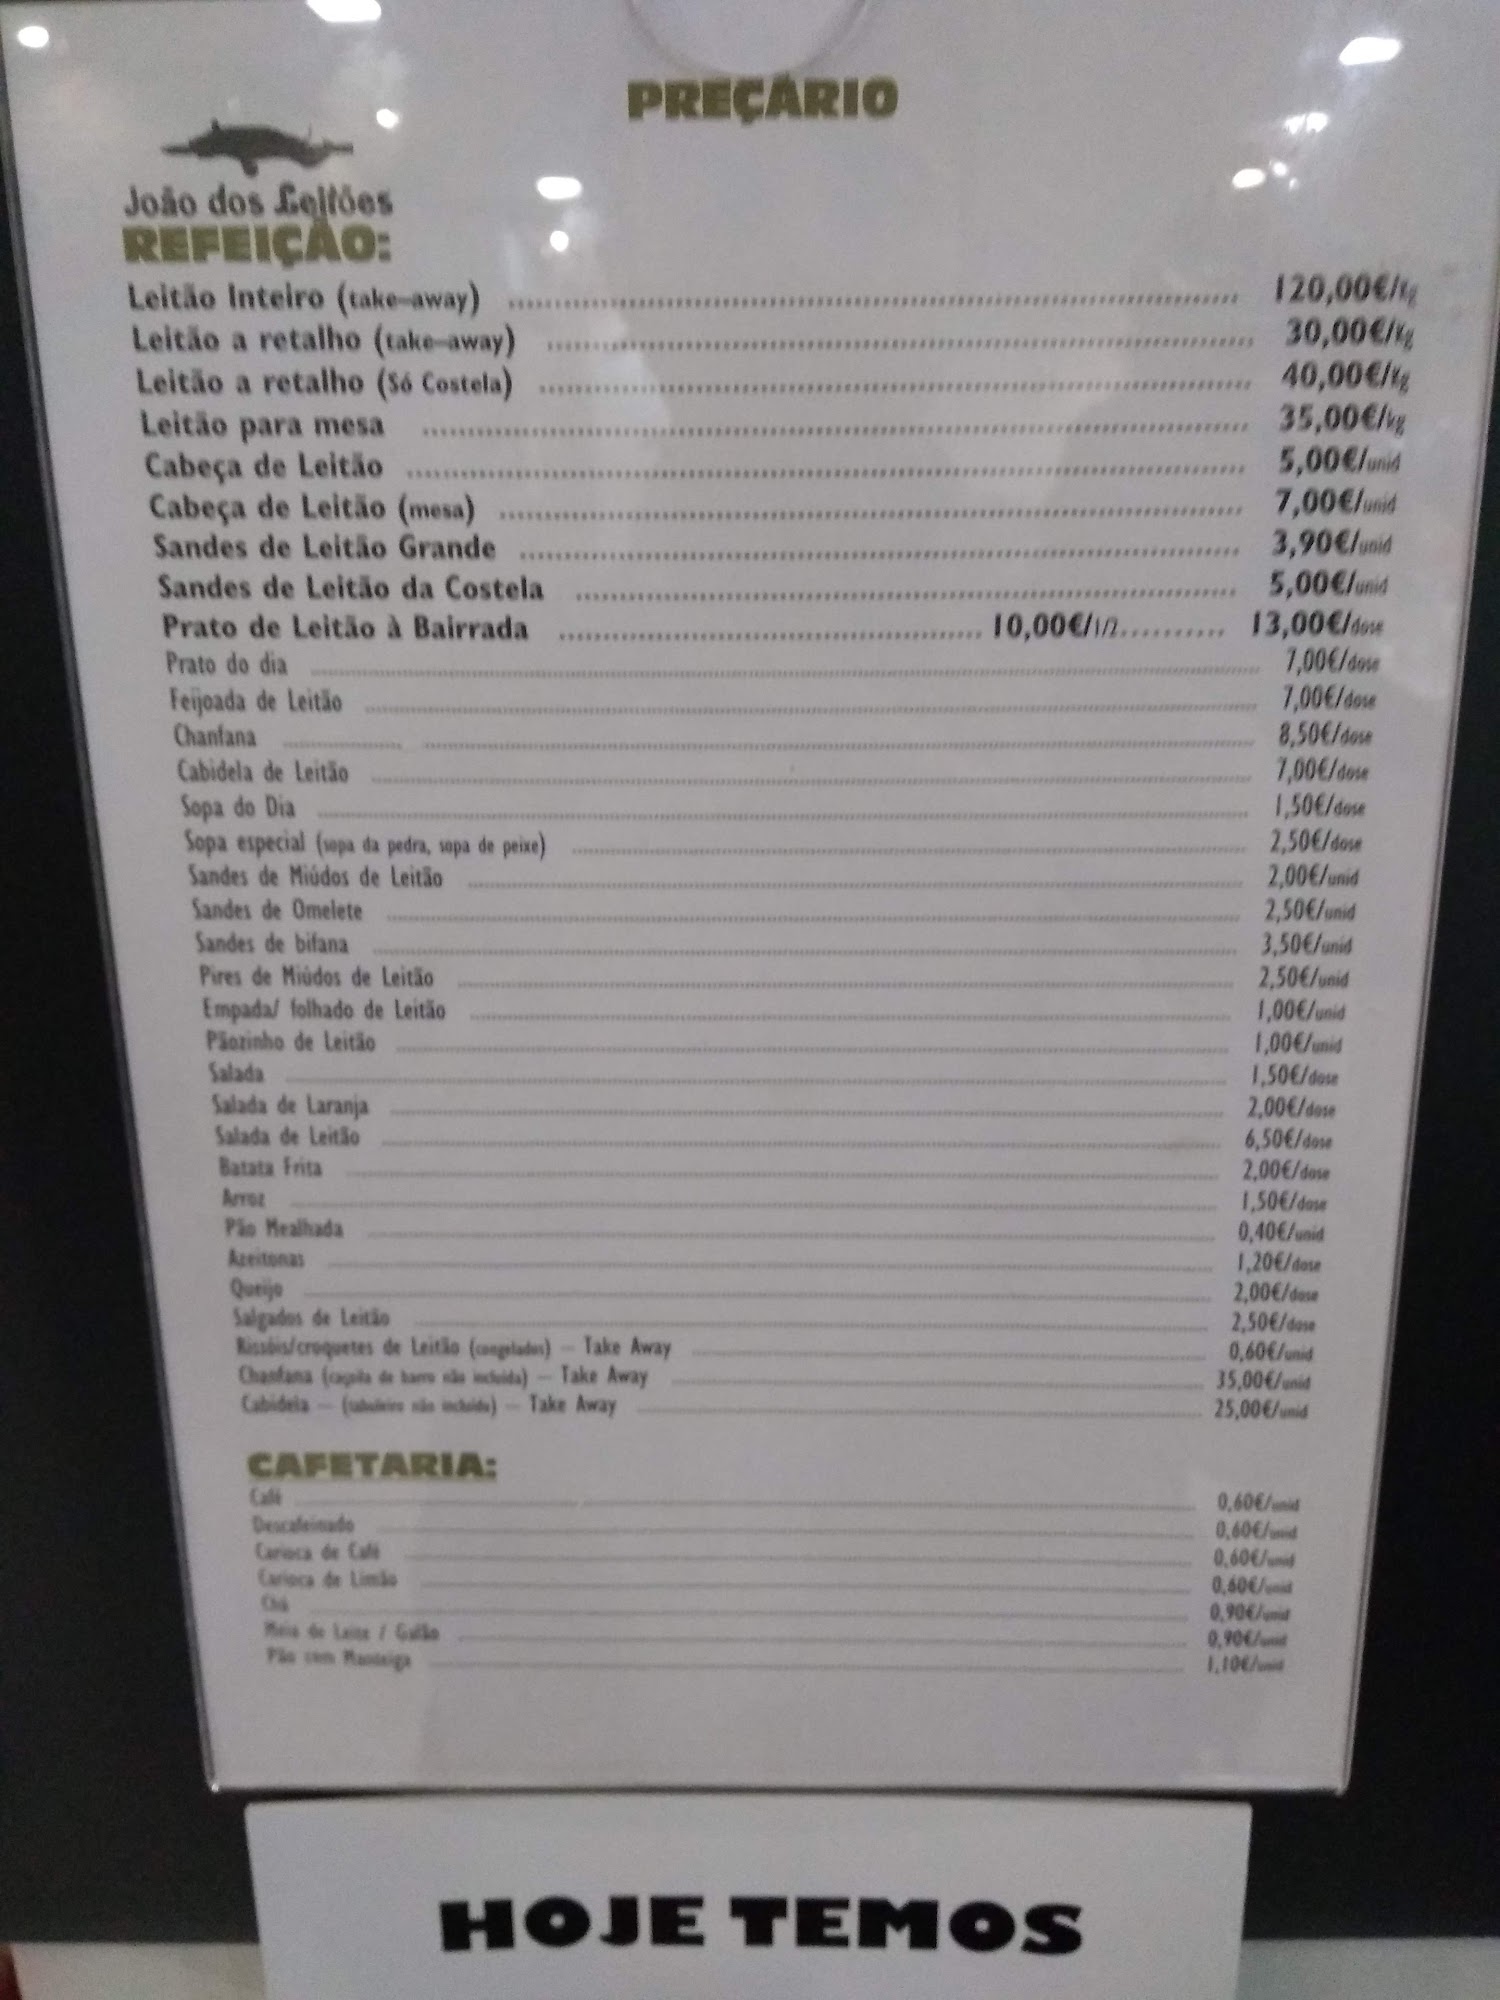 PREÇÁRIO
João dos Leitões
REFEIÇÃO:
Leitão Inteiro (take-away) ........ 120,00€/kg
Leitão a retalho (take-away) ........ 30,00€/kg
Leitão a retalho (Só Costela) ........ 40,00€/kg
Leitão para mesa ........ 35,00€/kg
Cabeça de Leitão ........ 5,00€/unid
Cabeça de Leitão (mesa) ........ 7,00€/unid
Sandes de Leitão Grande ........ 3,90€/unid
Sandes de Leitão da Costela ........ 5,00€/unid
Prato de Leitão à Bairrada ........ 10,00€/1/2 ........ 13,00€/dose
Prato do dia ........ 7,00€/dose
Feijoada de Leitão ........ 7,00€/dose
Chanfana ........ 8,50€/dose
Cabidela de Leitão ........ 7,00€/dose
Sopa do Dia ........ 1,50€/dose
Sopa especial (sopa da pedra, sopa de peixe) ........ 2,50€/dose
Sandes de Miúdos de Leitão ........ 2,00€/unid
Sandes de Omelete ........ 2,50€/unid
Sandes de bifana ........ 3,50€/unid
Pires de Miúdos de Leitão ........ 2,50€/unid
Empada/ folhado de Leitão ........ 1,00€/unid
Pãozinho de Leitão ........ 1,00€/unid
Salada ........ 1,50€/dose
Salada de Laranja ........ 2,00€/dose
Salada de Leitão ........ 6,50€/dose
Batata Frita ........ 2,00€/dose
Arroz ........ 1,50€/dose
Pão Mealhada ........ 0,40€/unid
Azeitonas ........ 1,20€/dose
Queijo ........ 2,00€/dose
Salgados de Leitão ........ 2,50€/dose
Rissóis/croquetes de Leitão (congelados) – Take Away ........ 0,60€/unid
Chanfana (caçoila de barro não incluida) – Take Away ........ 35,00€/unid
Cabidela – (tabuleiro não incluido) – Take Away ........ 25,00€/unid
CAFETARIA:
Café ........ 0,60€/unid
Descafeinado ........ 0,60€/unid
Carioca de Café ........ 0,60€/unid
Carioca de Limão ........ 0,60€/unid
Chá ........ 0,90€/unid
Meia de Leite / Galão ........ 0,90€/unid
Pão com Manteiga ........ 1,10€/unid
HOJE TEMOS